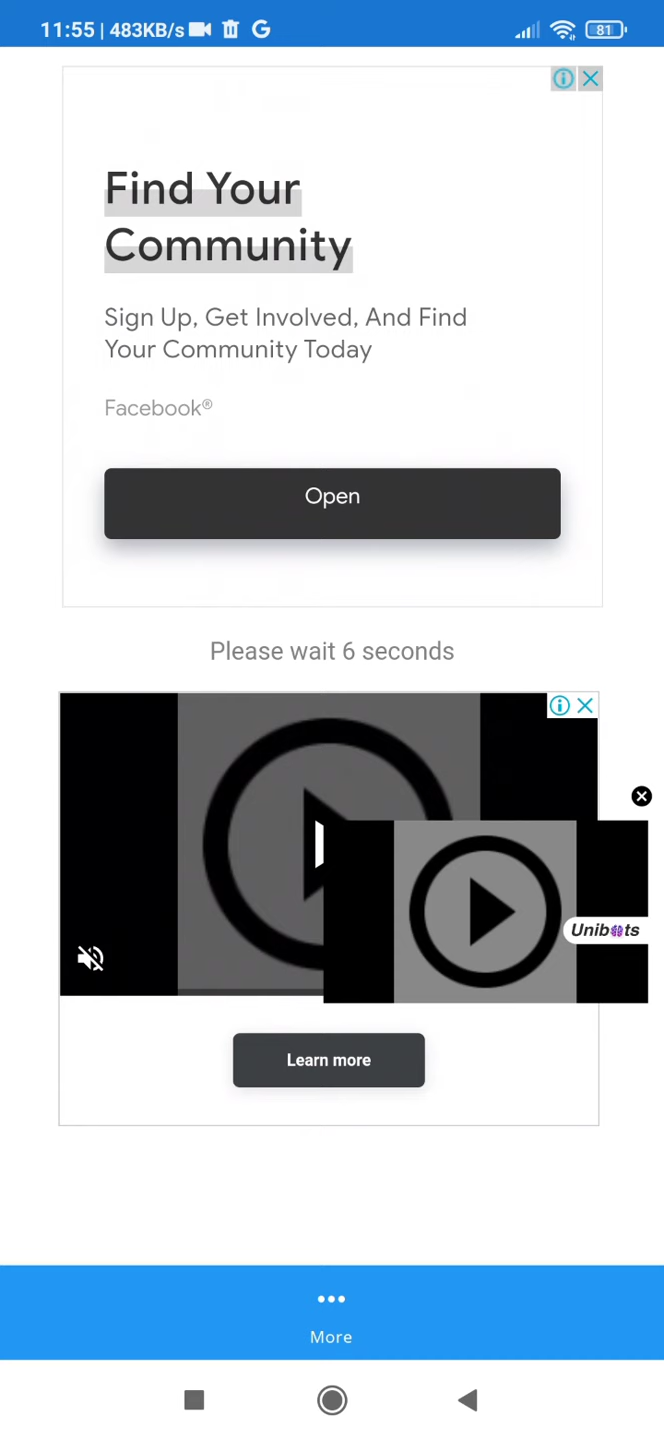 11:55 | 483KB/s
81
Find Your
Community
Sign Up, Get Involved, And Find
Your Community Today
Facebook®
Open
Please wait 6 seconds
Unibots
Learn more
More